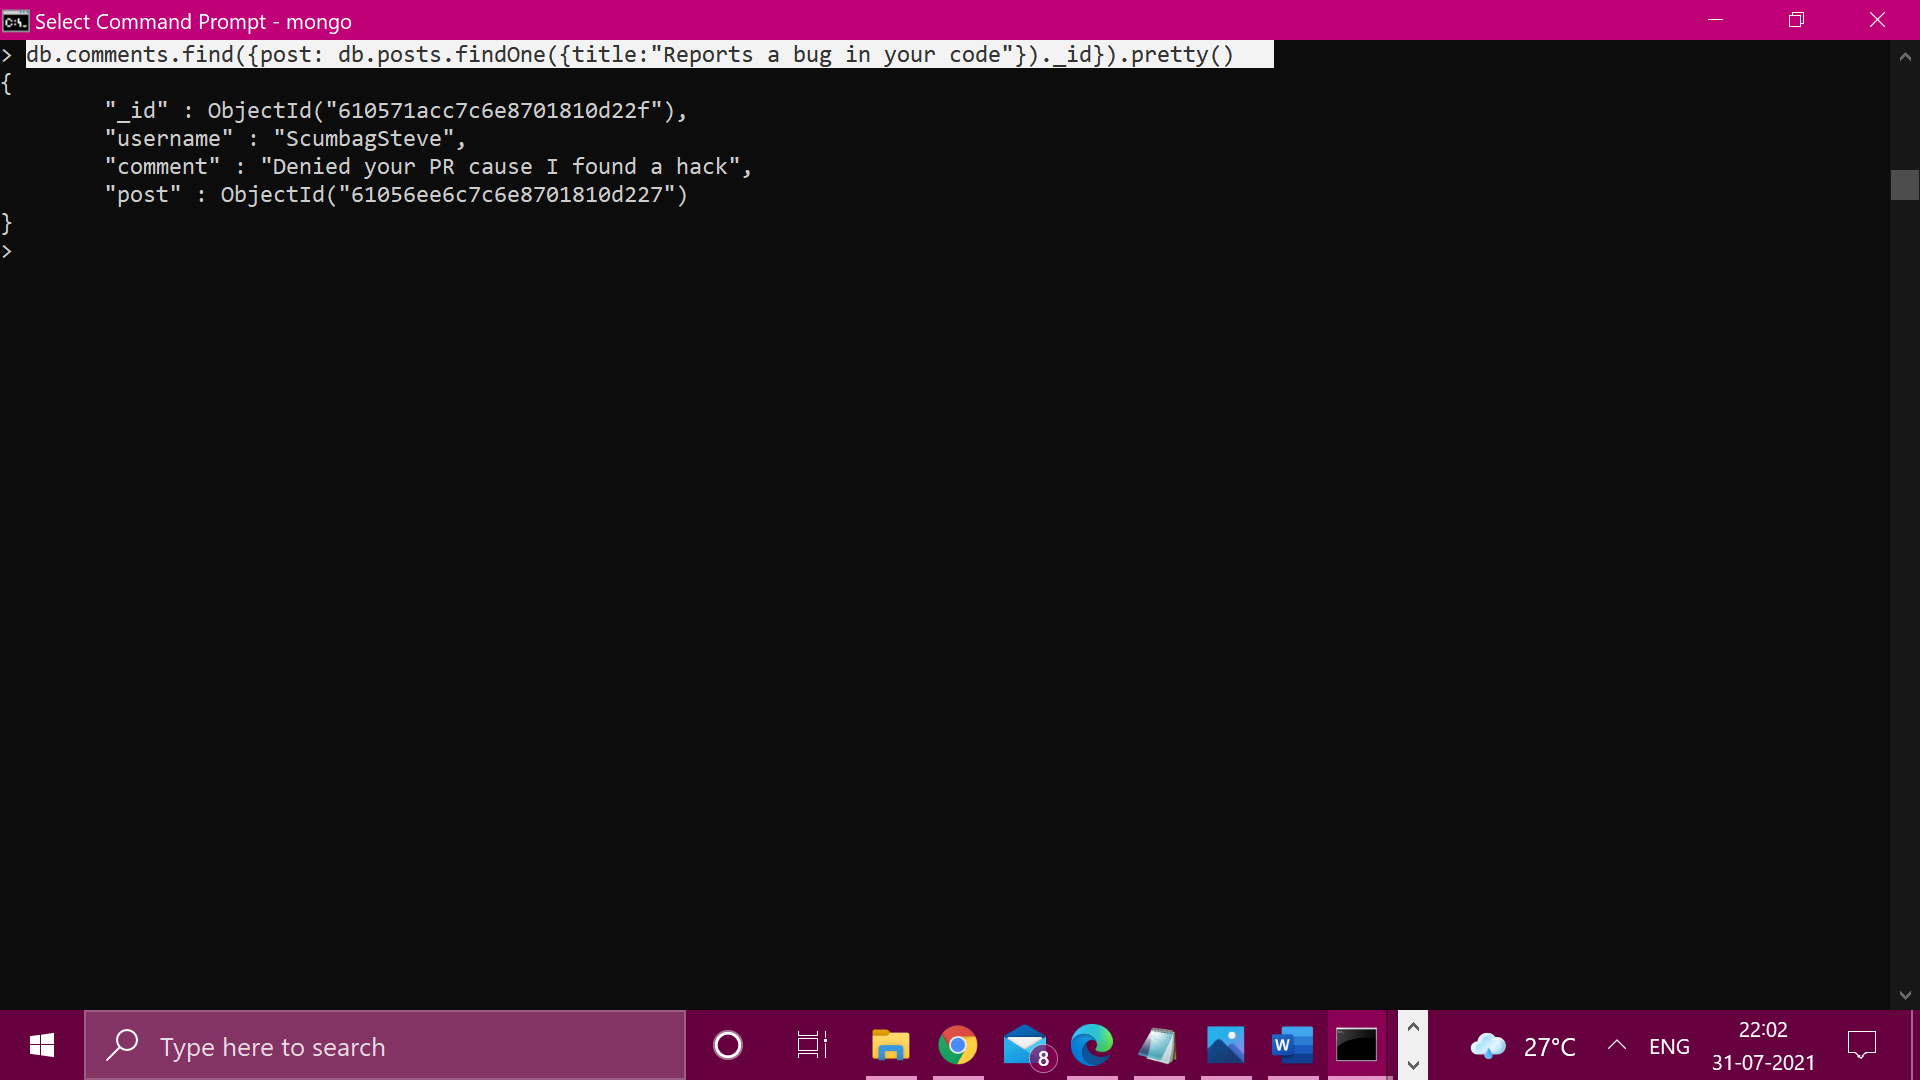 Select Command Prompt - mongo
> db.comments.find({post: db.posts.findOne({title:"Reports a bug in your code"})._id}).pretty()
{
"_id" : ObjectId("610571acc7c6e8701810d22f"),
"username" : "ScumbagSteve",
"comment" : "Denied your PR cause I found a hack",
"post" : ObjectId("61056ee6c7c6e8701810d227")
}
>
Type here to search
8
W
27°C
ENG
22:02
31-07-2021